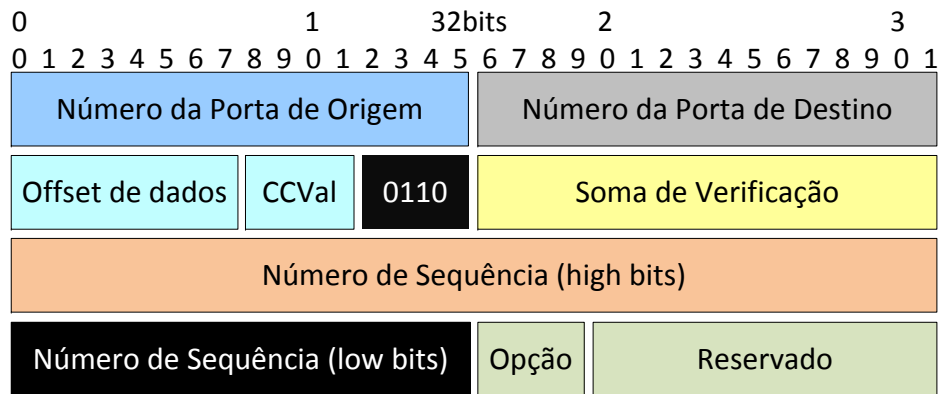 0 1 32bits 2 3
0 1 2 3 4 5 6 7 8 9 0 1 2 3 4 5 6 7 8 9 0 1 2 3 4 5 6 7 8 9 0 1
Número da Porta de Origem Número da Porta de Destino
Offset de dados CCVal 0110 Soma de Verificação
Número de Sequência (high bits)
Número de Sequência (low bits) Opção Reservado